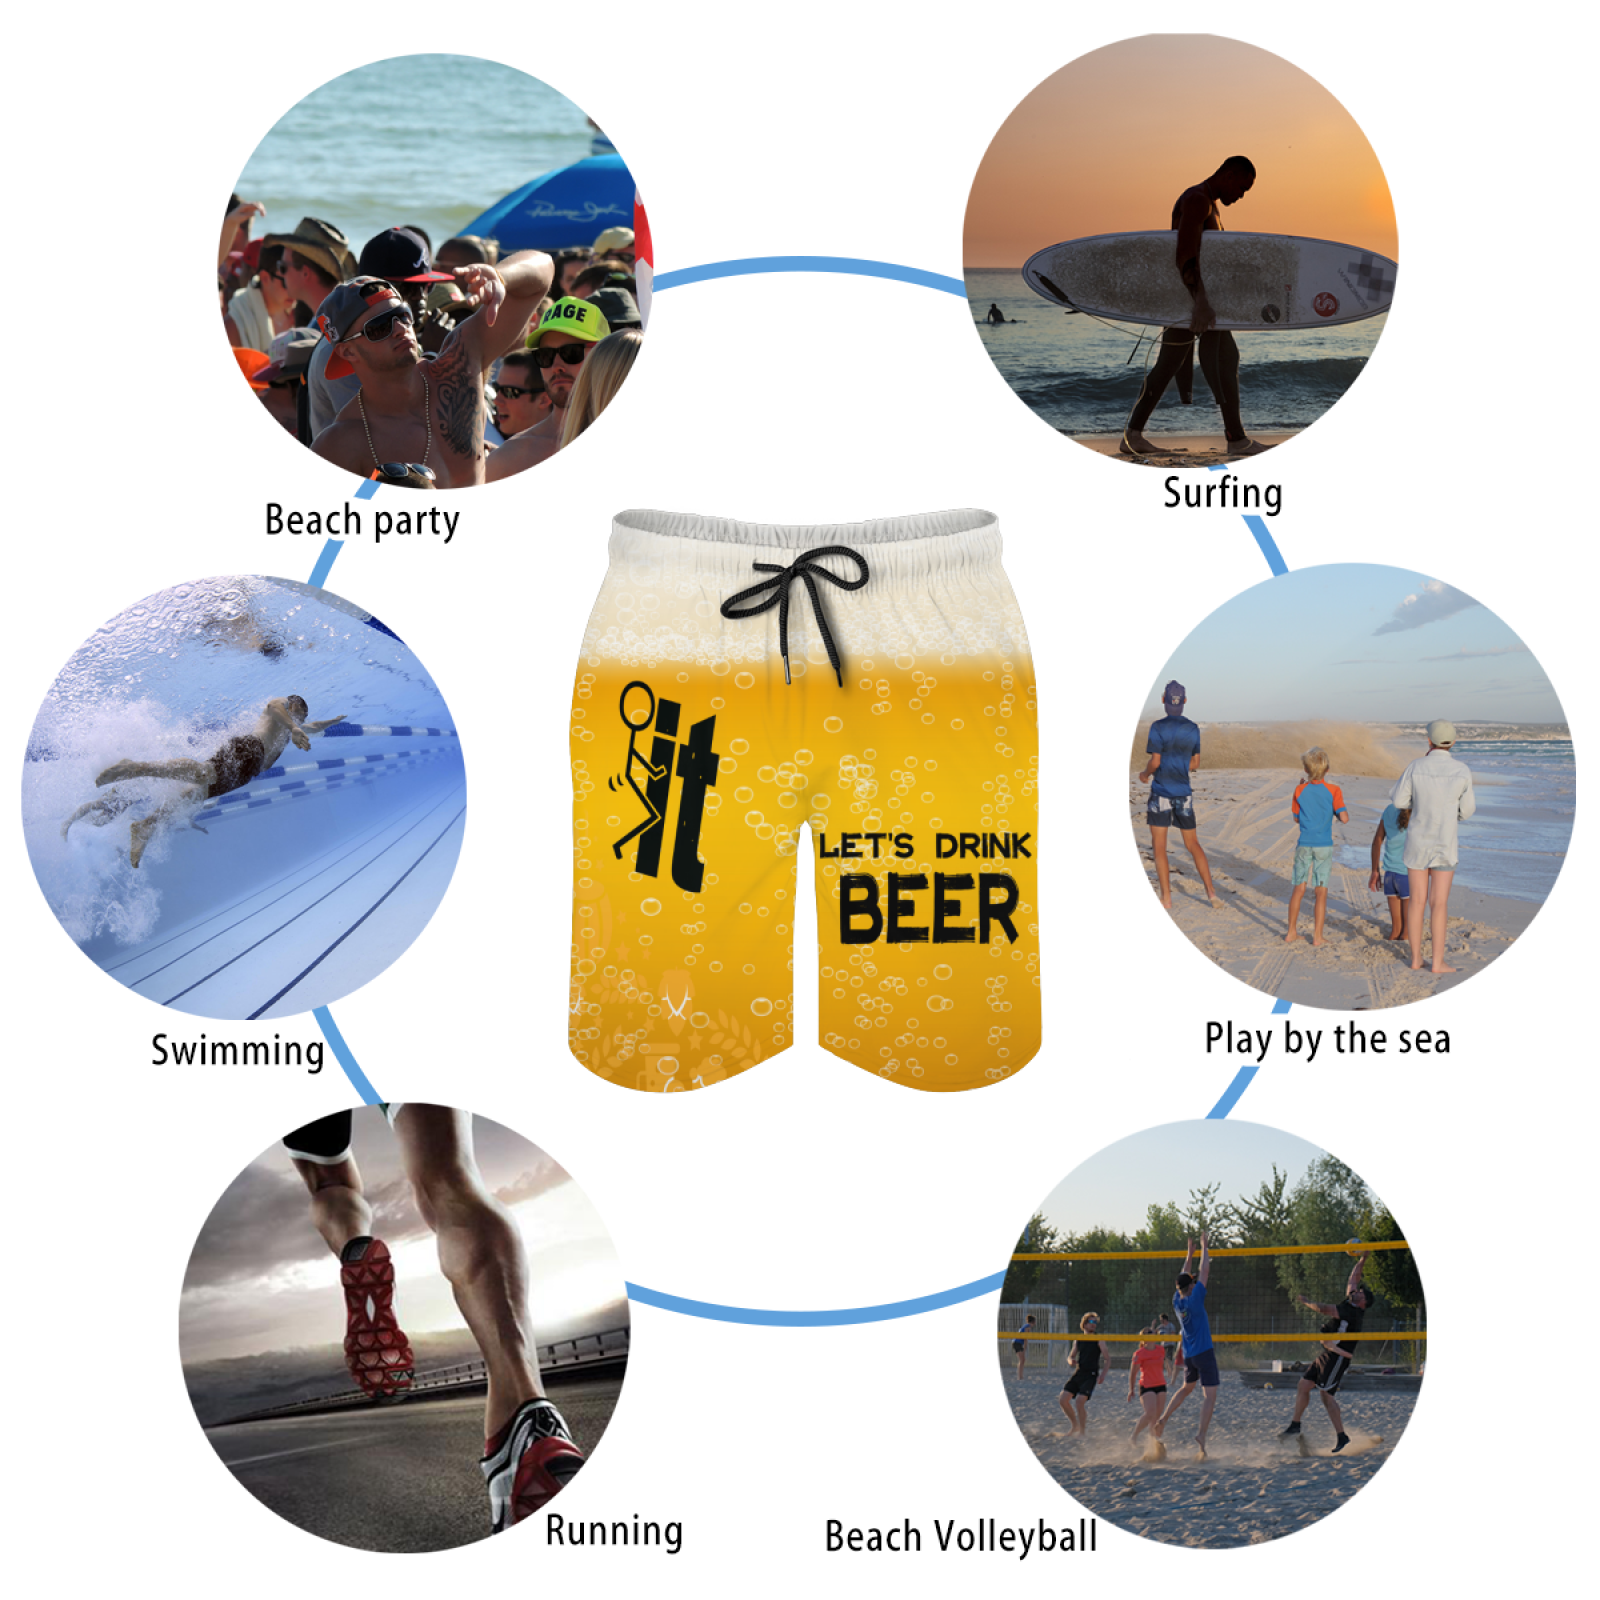 RAGE
Beach party
Surfing
it
LET'S DRINK
BEER
Swimming
Play by the sea
Running
Beach Volleyball